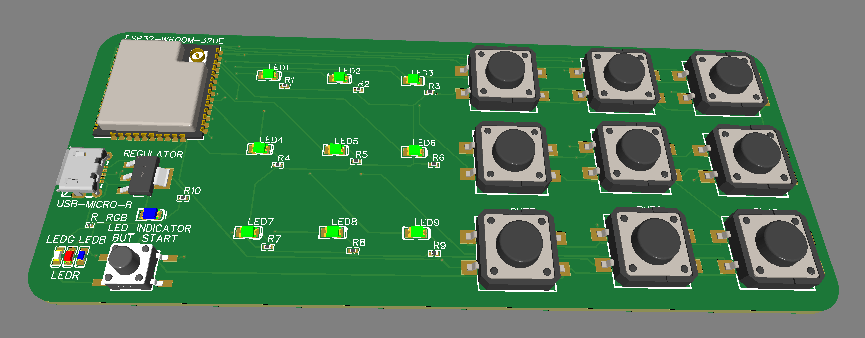 ESP32-WROOM-32UE
LED1
LED2
LED3
R1
R2
R3
LED4
LED5
LED6
R4
R5
R6
REGULATOR
USB-MICRO-B
R10
R_RGB
LED INDICATOR
LEDG LEDB
BUT START
LEDR
LED7
LED8
LED9
R7
R8
R9